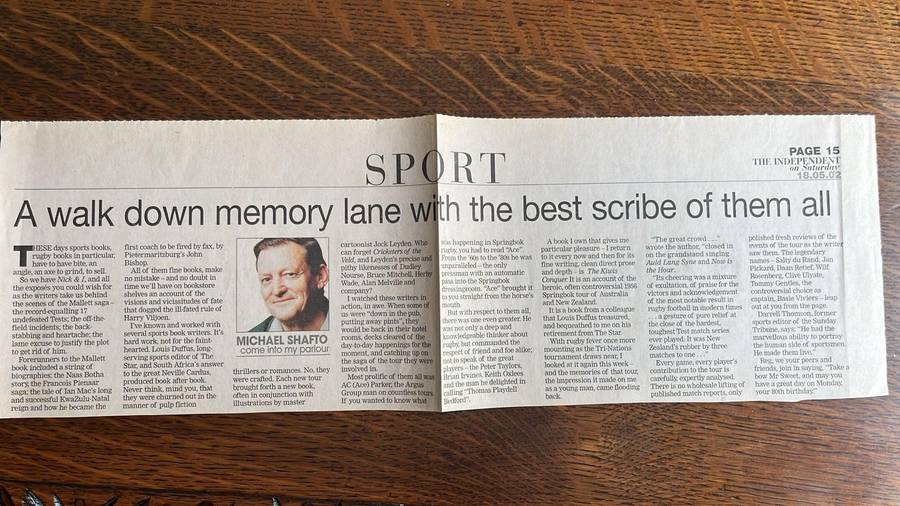 SPORT
PAGE 15
THE INDEPENDENT
on Saturday
18.05.02
A walk down memory lane with the best scribe of them all
THESE days sports books,
rugby books in particular,
have to have bite, an
angle, an axe to grind, to sell.
So we have Nick & I, and all
the exposés you could wish for
as the writers take us behind
the scenes of the Mallett saga -
the record-equalling 17
undefeated Tests; the off-the-
field incidents; the back-
stabbing and heartache; the
lame excuse to justify the plot
to get rid of him.
Forerunners to the Mallett
book included a string of
biographies: the Naas Botha
story, the Francois Pienaar
saga; the tale of Ian McIntosh's long
and successful KwaZulu-Natal
reign and how he became the
first coach to be fired by fax, by
Pietermaritzburg's John
Bishop.
All of them fine books, make
no mistake - and no doubt in
time we'll have on bookstore
shelves an account of the
visions and vicissitudes of fate
that dogged the ill-fated rule of
Harry Viljoen.
I've known and worked with
several sport book writers. It's
hard work, not for the faint-
hearted. Louis Duffus, long-
serving sports editor of The
Star, and South Africa's answer
to the great Neville Cardus,
produced book after book.
Never think, mind you, that
they were churned out in the
manner of pulp fiction
MICHAEL SHAFTO
come into my parlour
thrillers or romances. No, they
were crafted. Each new tour
brought forth a new book,
often in conjunction with
illustrations by master
cartoonist Jock Leyden. Who
can forget Cricketers of the
Veld, and Leyden's precise and
pithy likenesses of Dudley
Nourse, Bruce Mitchell, Herby
Wade, Alan Melville and
company?
I watched these writers in
action, in awe. When some of
us were "down in the pub,
putting away pints", they
would be back in their hotel
rooms, decks cleared of the
day-to-day happenings for the
moment, and catching up on
the saga of the tour they were
involved in.
Most prolific of them all was
AC (Ace) Parker, the Argus
Group man on countless tours.
If you wanted to know what
was happening in Springbok
rugby, you had to read "Ace".
From the '60s to the '80s he was
unparalleled - the only
pressman with an automatic
pass into the Springbok
dressingroom. "Ace" brought it
to you straight from the horse's
mouth.
But with respect to them all,
there was one even greater. He
was not only a deep and
knowledgeable thinker about
rugby, but commanded the
respect of friend and foe alike;
not to speak of the great
players - the Peter Taylors,
Brian Irvines, Keith Oxlees
and the man he delighted in
calling "Thomas Playdell
Bedford".
A book I own that gives me
particular pleasure - I return
to it every now and then for its
fine writing, clean direct prose
and depth - is The Kiwis
Conquer. It is an account of the
heroic, often controversial 1956
Springbok tour of Australia
and New Zealand.
It is a book from a colleague
that Louis Duffus treasured,
and bequeathed to me on his
retirement from The Star.
With rugby fever once more
mounting as the Tri-Nations
tournament draws near, I
looked at it again this week -
and the memories of that tour,
the impression it made on me
as a young man, came flooding
back.
"The great crowd ..."
wrote the author, "closed in
on the grandstand singing
Auld Lang Syne and Now is
the Hour.
"Its cheering was a mixture
of exultation, of praise for the
victors and acknowledgement
of the most notable result in
rugby football in modern times
... a gesture of pure relief at
the close of the hardest,
toughest Test match series
ever played. It was New
Zealand's rubber by three
matches to one ..."
Every game, every player's
contribution to the tour is
carefully, expertly analysed.
There is no wholesale lifting of
published match reports, only
polished fresh reviews of the
events of the tour as the writer
saw them. The legendary
names - Salty du Rand, Jan
Pickard, Daan Retief, Wilf
Rosenberg, Clive Ulyate,
Tommy Gentles, the
controversial choice as
captain, Basie Viviers - leap
out at you from the page.
Darrell Thomson, former
sports editor of the Sunday
Tribune, says: "He had the
marvellous ability to portray
the human side of sportsmen.
He made them live."
Reg, we your peers and
friends, join in saying, "Take a
bow Mr Sweet, and may you
have a great day on Monday,
your 80th birthday."